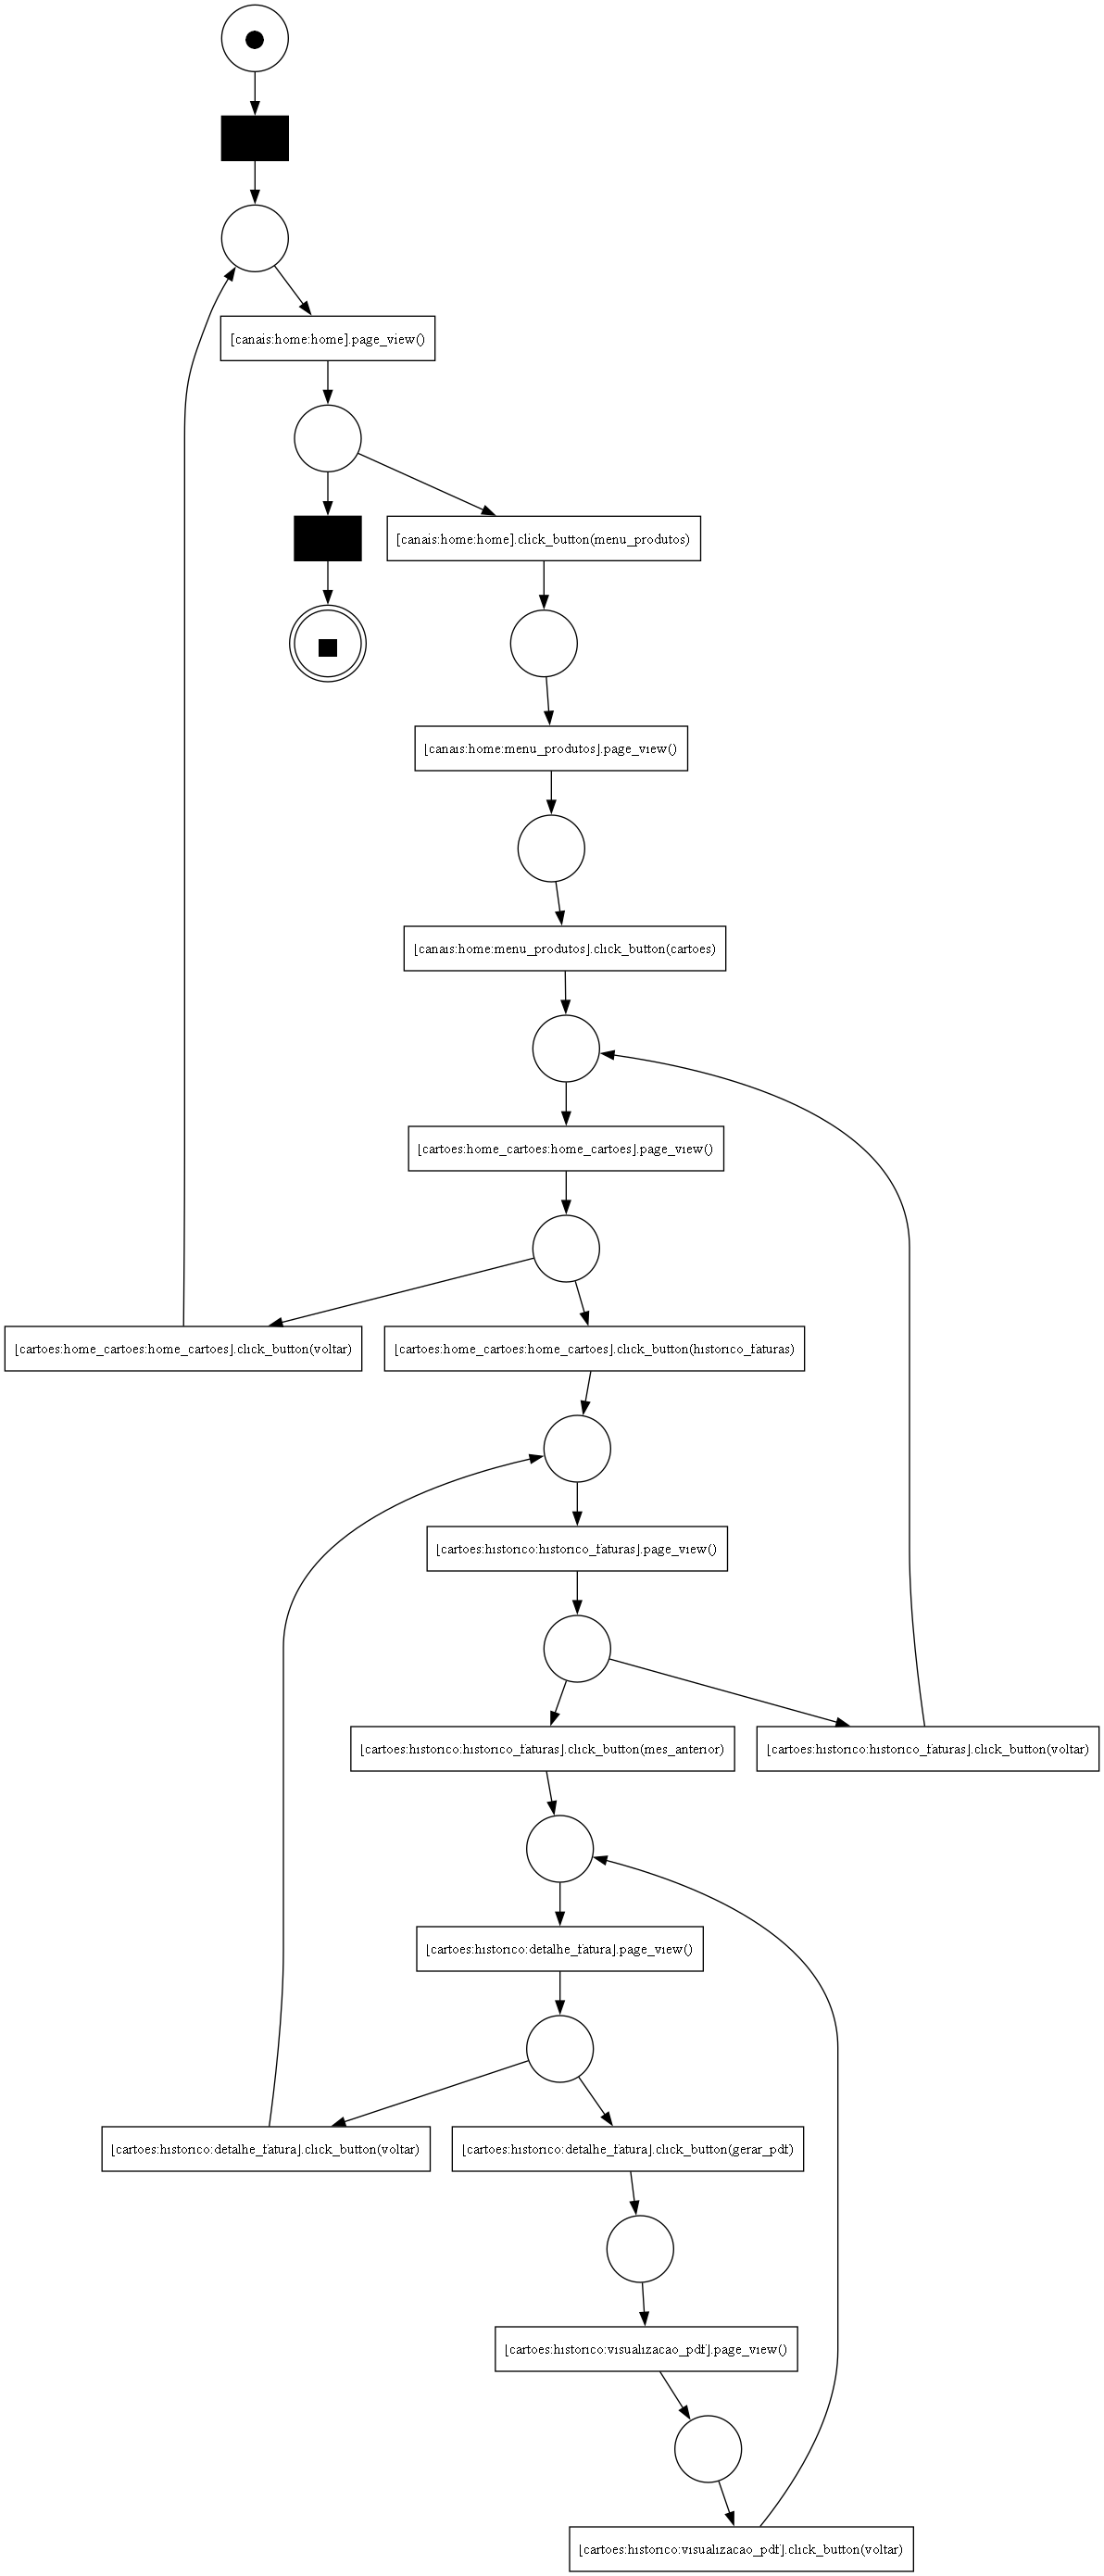 [canais:home:home].page_view()
[canais:home:home].click_button(menu_produtos)
[canais:home:menu_produtos].page_view()
[canais:home:menu_produtos].click_button(cartoes)
[cartoes:home_cartoes:home_cartoes].page_view()
[cartoes:home_cartoes:home_cartoes].click_button(voltar)
[cartoes:home_cartoes:home_cartoes].click_button(historico_faturas)
[cartoes:historico:historico_faturas].page_view()
[cartoes:historico:historico_faturas].click_button(mes_anterior)
[cartoes:historico:historico_faturas].click_button(voltar)
[cartoes:historico:detalhe_fatura].page_view()
[cartoes:historico:detalhe_fatura].click_button(voltar)
[cartoes:historico:detalhe_fatura].click_button(gerar_pdf)
[cartoes:historico:visualizacao_pdf].page_view()
[cartoes:historico:visualizacao_pdf].click_button(voltar)